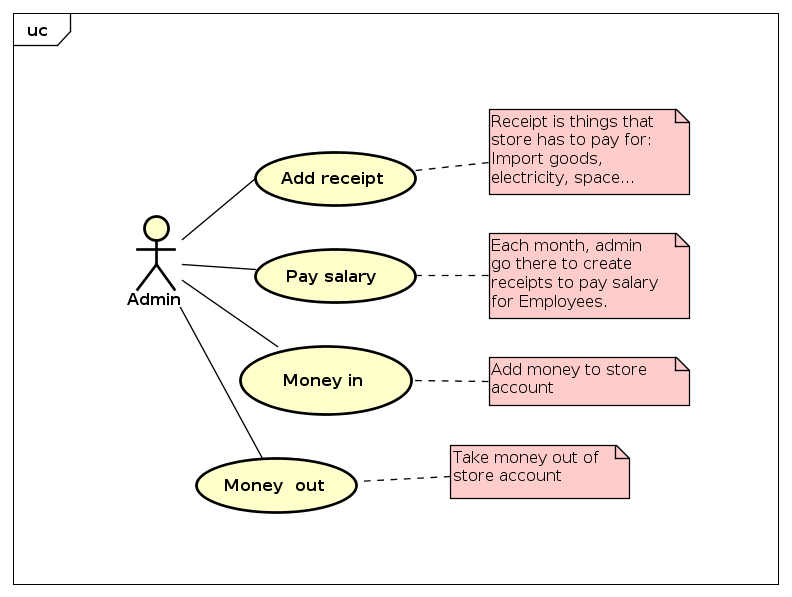 uc
Receipt is things that
store has to pay for:
Import goods,
electricity, space...
Add receipt
Each month, admin
go there to create
receipts to pay salary
for Employees.
Pay salary
Admin
Add money to store
account
Money in
Take money out of
store account
Money  out